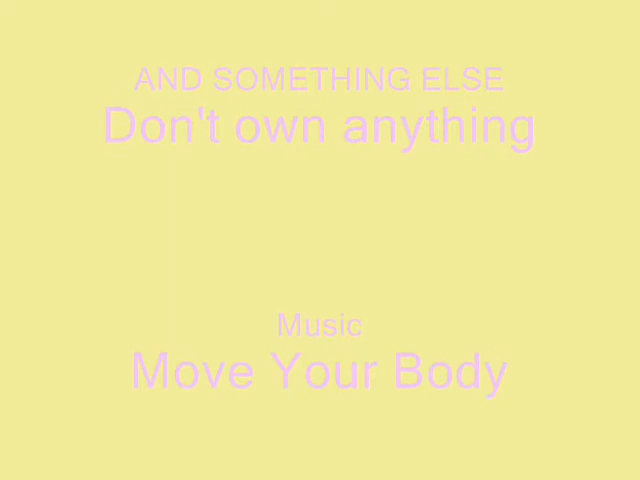 AND SOMETHING ELSE
Don't own anything
Music
Move Your Body